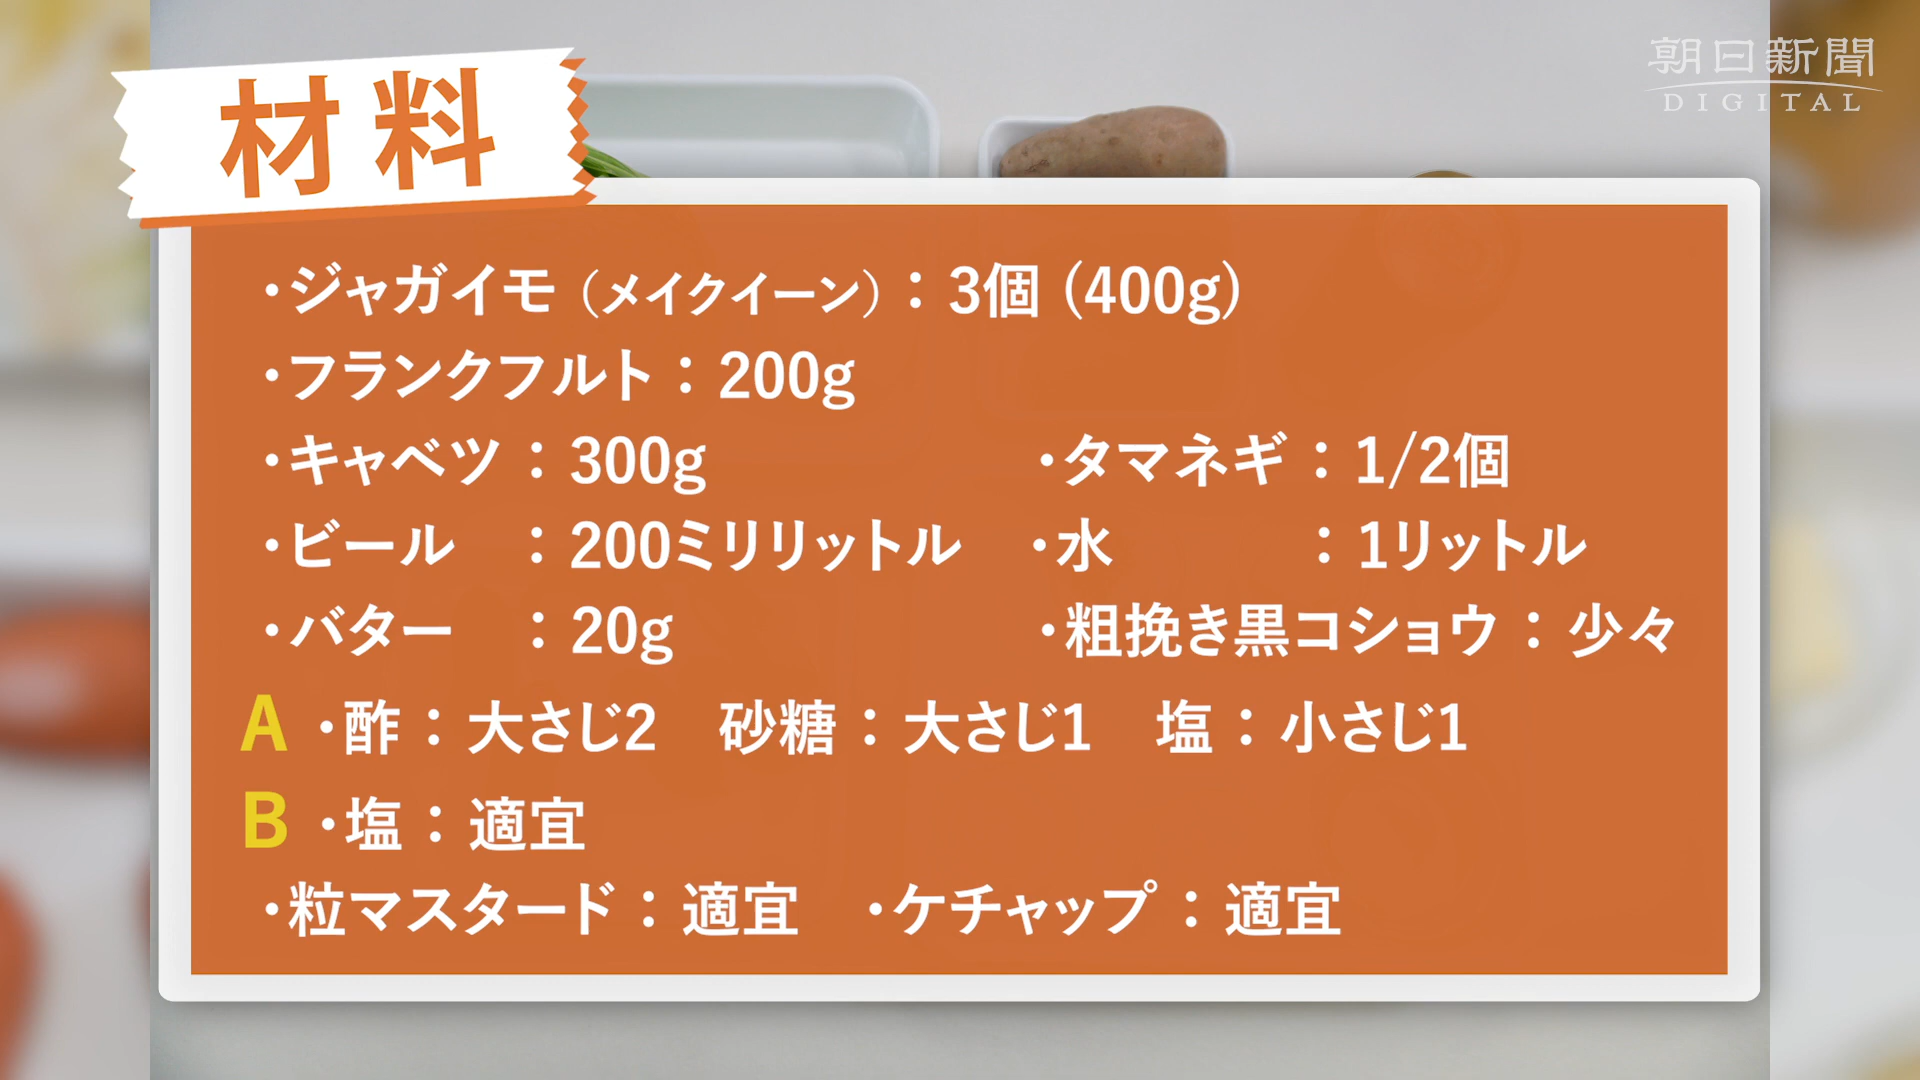 材料
朝日新聞
DIGITAL
・ジャガイモ（メイクイーン）：3個（400g）
・フランクフルト：200g
・キャベツ：300g　・タマネギ：1/2個
・ビール　：200ミリリットル　・水　：1リットル
・バター　：20g　・粗挽き黒コショウ：少々
A・酢：大さじ2　砂糖：大さじ1　塩：小さじ1
B・塩：適宜
・粒マスタード：適宜　・ケチャップ：適宜